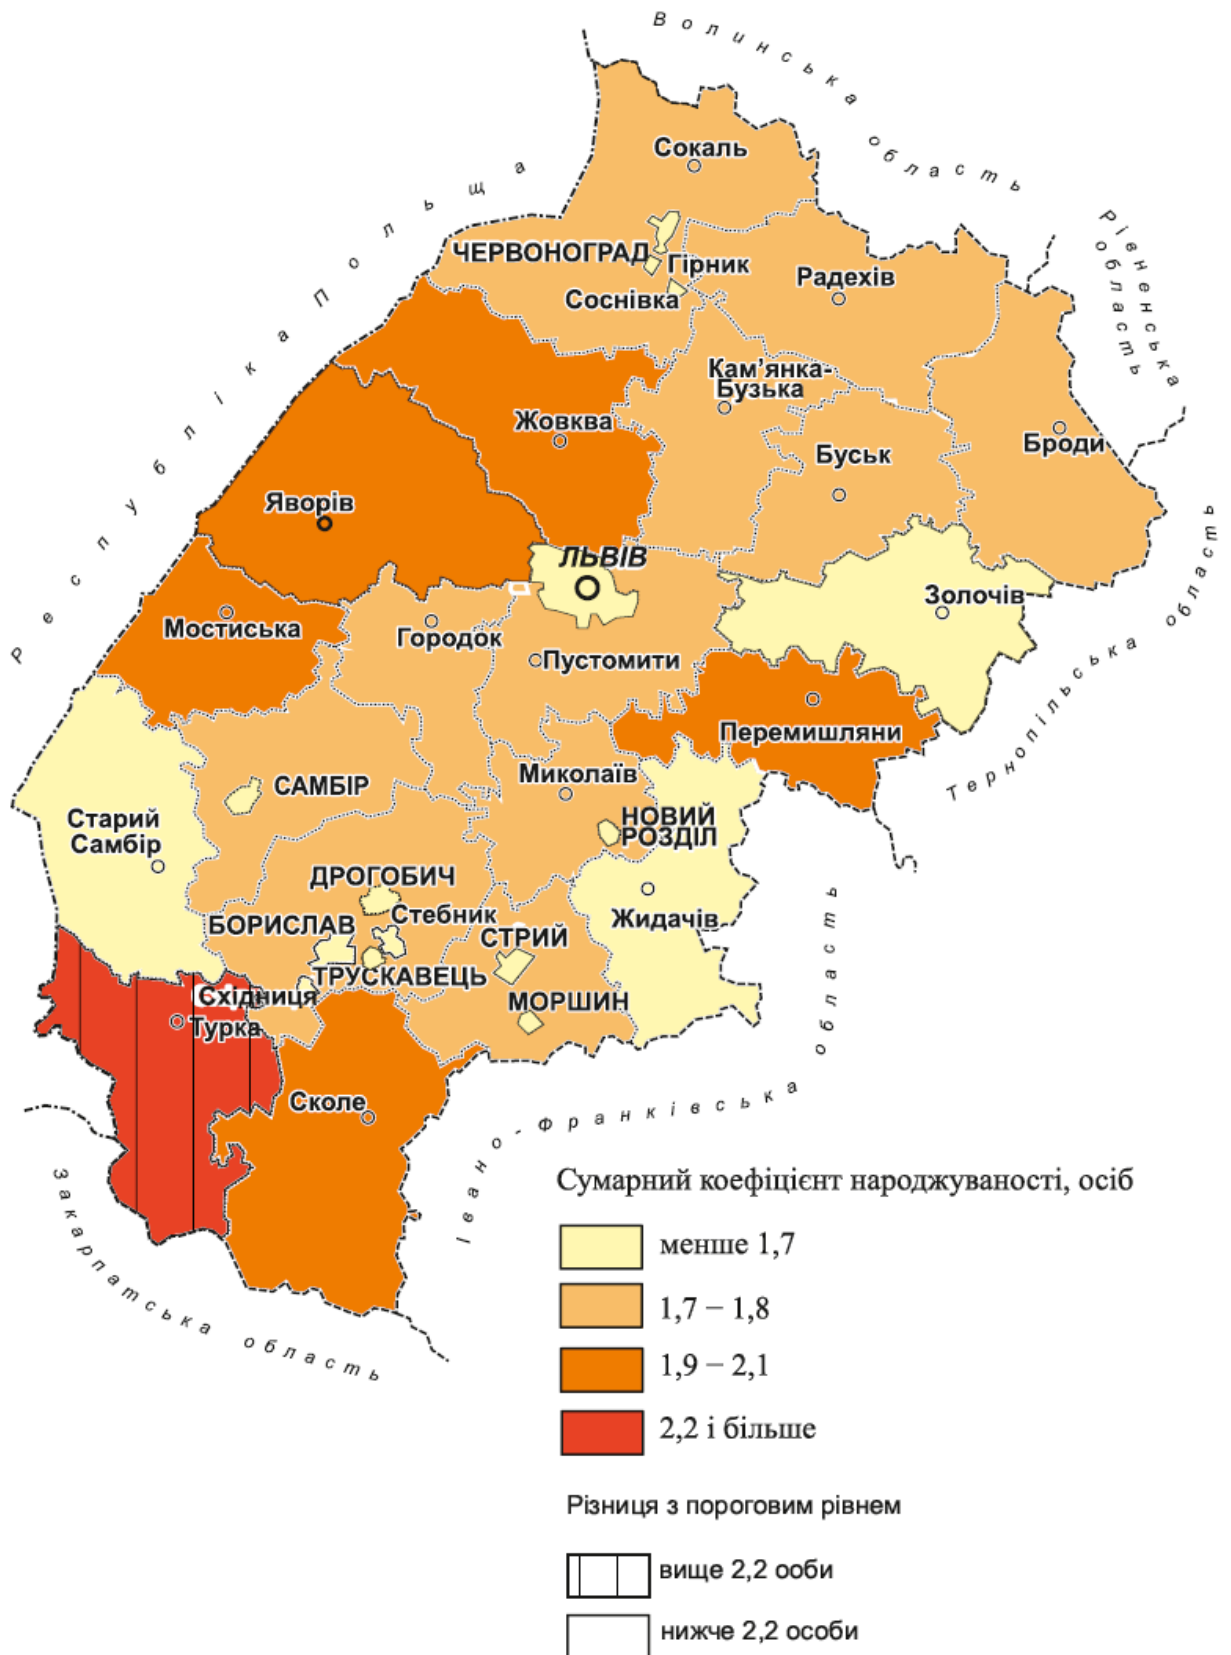 Волинська область
Рівненська
область
Республіка Польща
Сокаль
ЧЕРВОНОГРАД
Гірник
Соснівка
Радехів
Кам’янка-
Бузька
Жовква
Броди
Буськ
Яворів
ЛЬВІВ
Золочів
Мостиська
Городок
Пустомити
Тернопільська область
Перемишляни
Миколаїв
САМБІР
Старий
Самбір
НОВИЙ
РОЗДІЛ
ДРОГОБИЧ
Стебник
БОРИСЛАВ
СТРИЙ
Жидачів
ТРУСКАВЕЦЬ
Східниця
МОРШИН
Турка
Сколе
Івано-Франківська область
Закарпатська область
Сумарний коефіцієнт народжуваності, осіб
менше 1,7
1,7 – 1,8
1,9 – 2,1
2,2 і більше
Різниця з пороговим рівнем
вище 2,2 ооби
нижче 2,2 особи